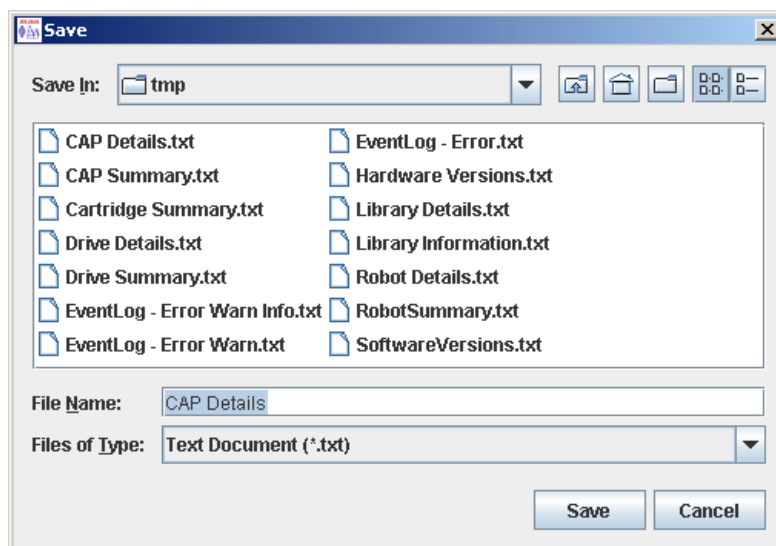 Save
Save In: tmp
CAP Details.txt
CAP Summary.txt
Cartridge Summary.txt
Drive Details.txt
Drive Summary.txt
EventLog - Error Warn Info.txt
EventLog - Error Warn.txt
EventLog - Error.txt
Hardware Versions.txt
Library Details.txt
Library Information.txt
Robot Details.txt
RobotSummary.txt
SoftwareVersions.txt
File Name: CAP Details
Files of Type: Text Document (*.txt)
Save Cancel